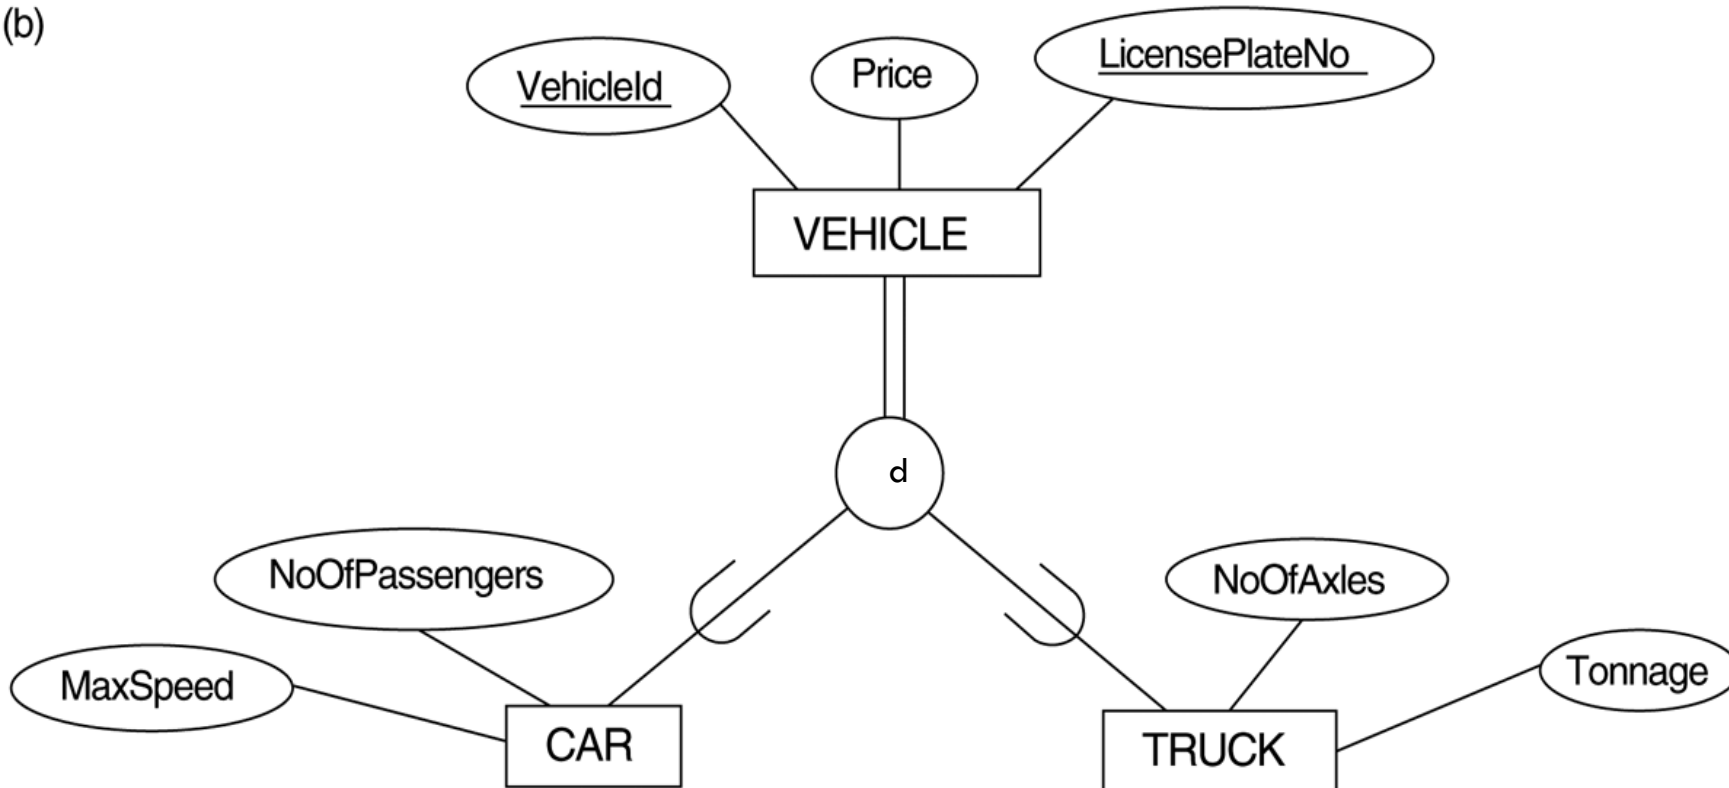 (b)
VehicleId
Price
LicensePlateNo
VEHICLE
d
NoOfPassengers
NoOfAxles
MaxSpeed
Tonnage
CAR
TRUCK